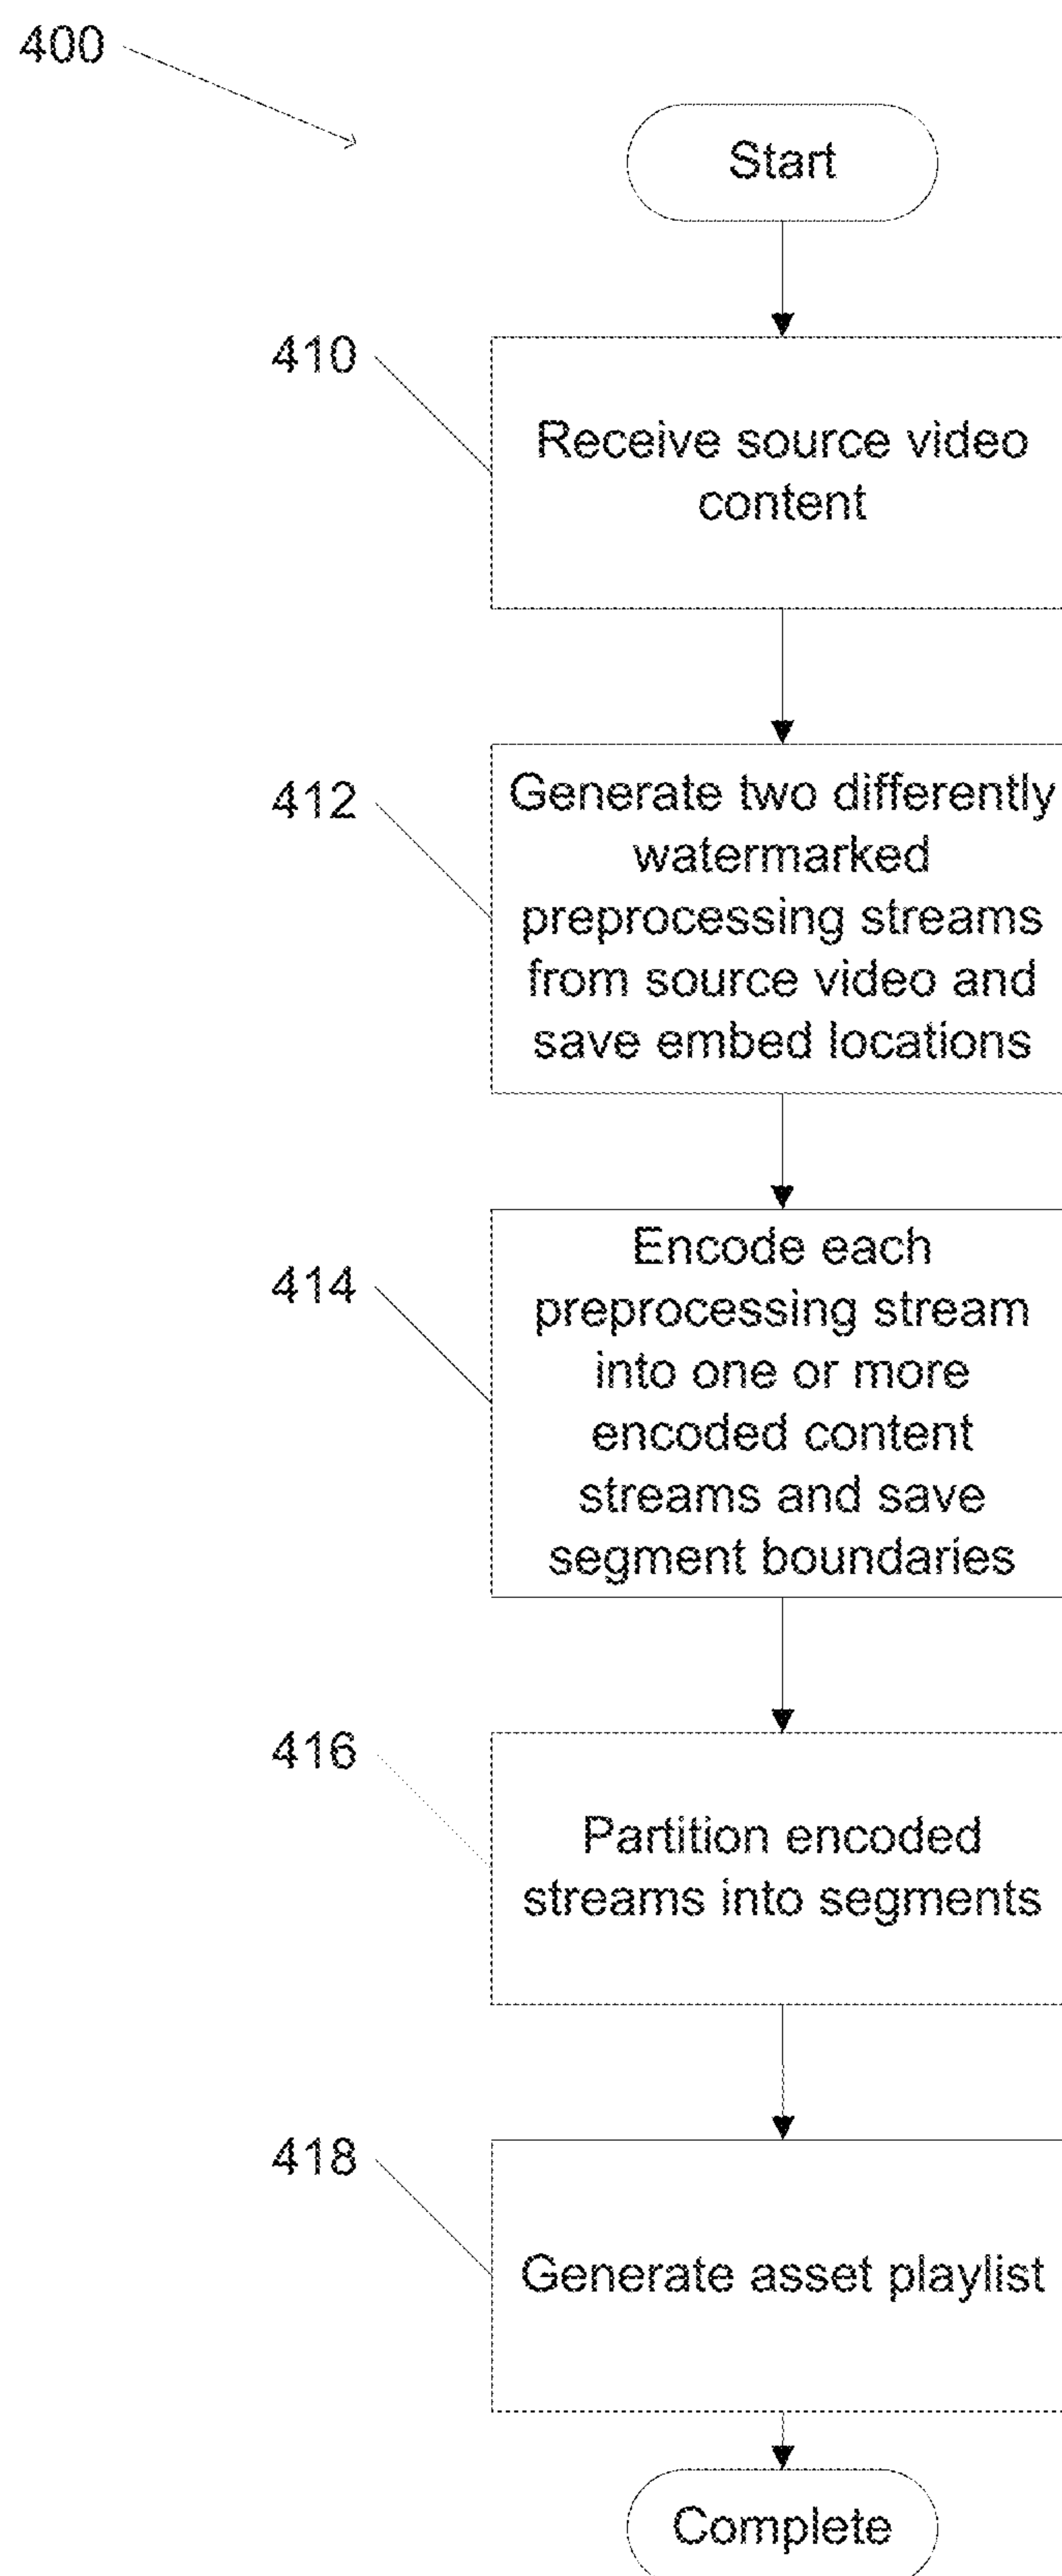 400
Start
410
Receive source video
content
412
Generate two differently
watermarked
preprocessing streams
from source video and
save embed locations
414
Encode each
preprocessing stream
into one or more
encoded content
streams and save
segment boundaries
416
Partition encoded
streams into segments
418
Generate asset playlist
Complete